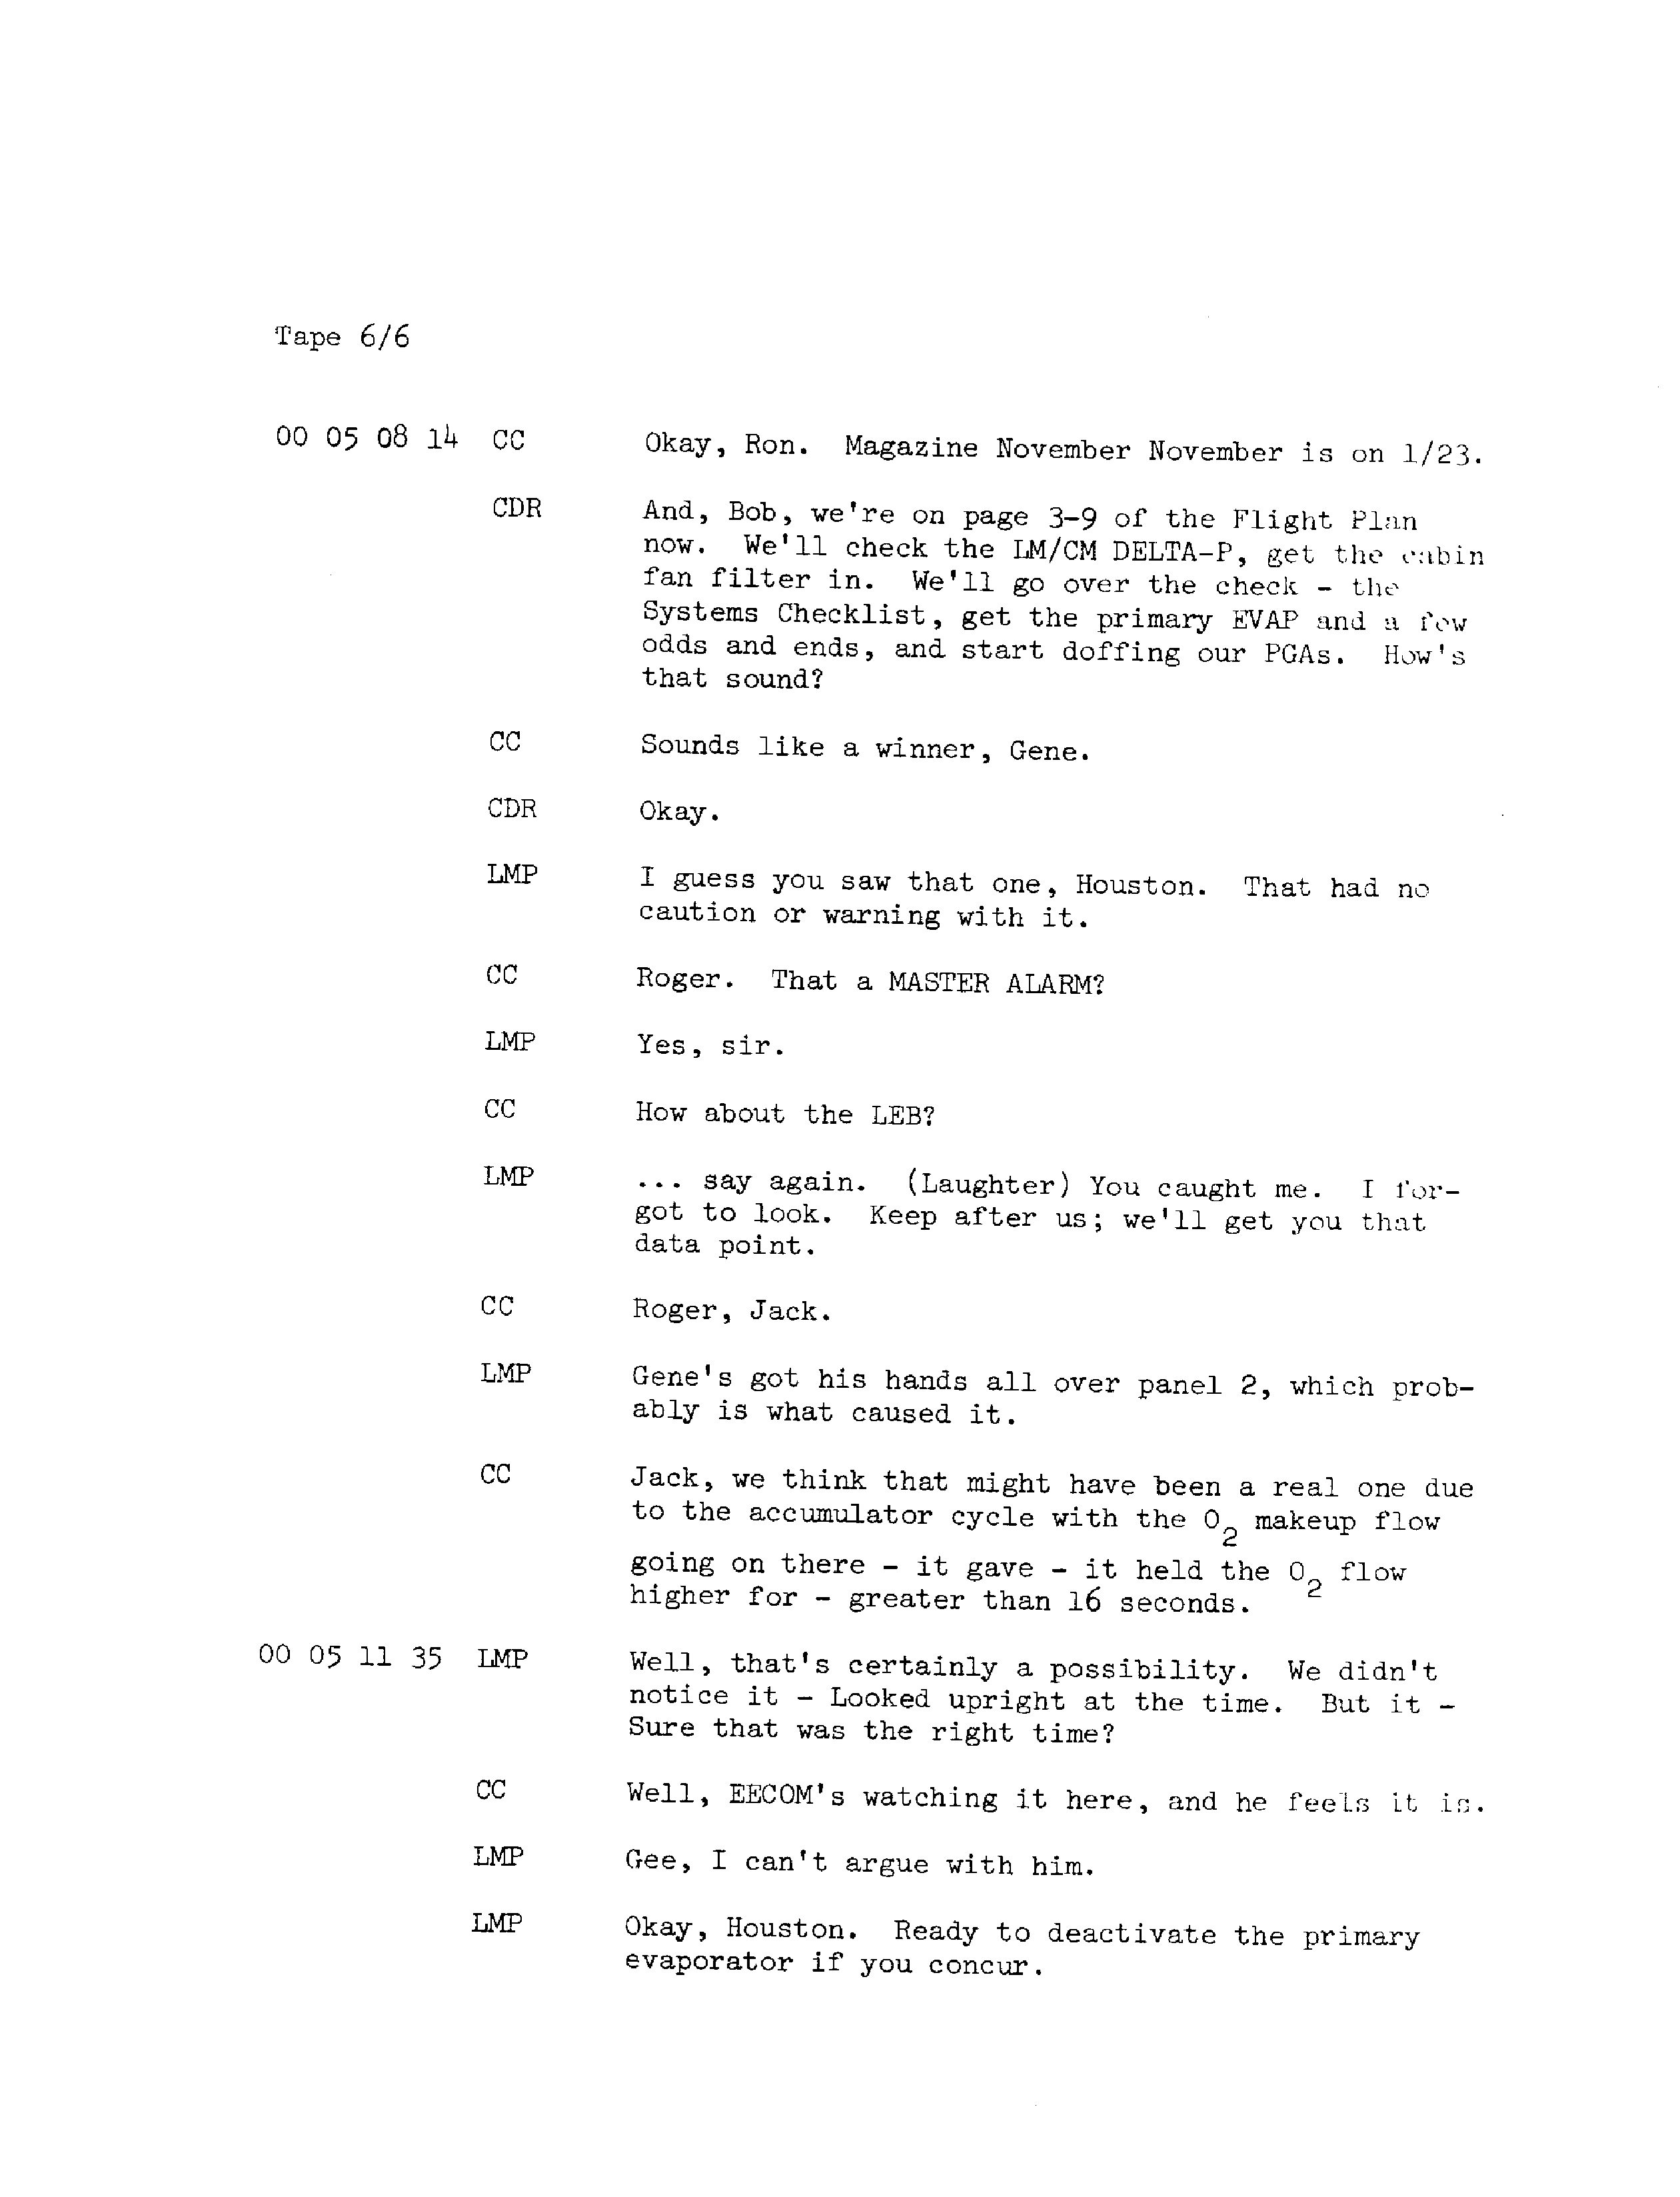 Tape 6/6
00 05 08 14 CC Okay, Ron. Magazine November November is on 1/23.
CDR And, Bob, we're on page 3-9 of the Flight Plan
now. We'll check the LM/CM DELTA-P, get the cabin
fan filter in. We'll go over the check - the
Systems Checklist, get the primary EVAP and a few
odds and ends, and start doffing our PGAs. How's
that sound?
CC Sounds like a winner, Gene.
CDR Okay.
LMP I guess you saw that one, Houston. That had no
caution or warning with it.
CC Roger. That a MASTER ALARM?
LMP Yes, sir.
CC How about the LEB?
LMP ... say again. (Laughter) You caught me. I for-
got to look. Keep after us; we'll get you that
data point.
CC Roger, Jack.
LMP Gene's got his hands all over panel 2, which prob-
ably is what caused it.
CC Jack, we think that might have been a real one due
to the accumulator cycle with the O2 makeup flow
going on there - it gave - it held the O2 flow
higher for - greater than 16 seconds.
00 05 11 35 LMP Well, that's certainly a possibility. We didn't
notice it - Looked upright at the time. But it -
Sure that was the right time?
CC Well, EECOM's watching it here, and he feels it is.
LMP Gee, I can't argue with him.
LMP Okay, Houston. Ready to deactivate the primary
evaporator if you concur.